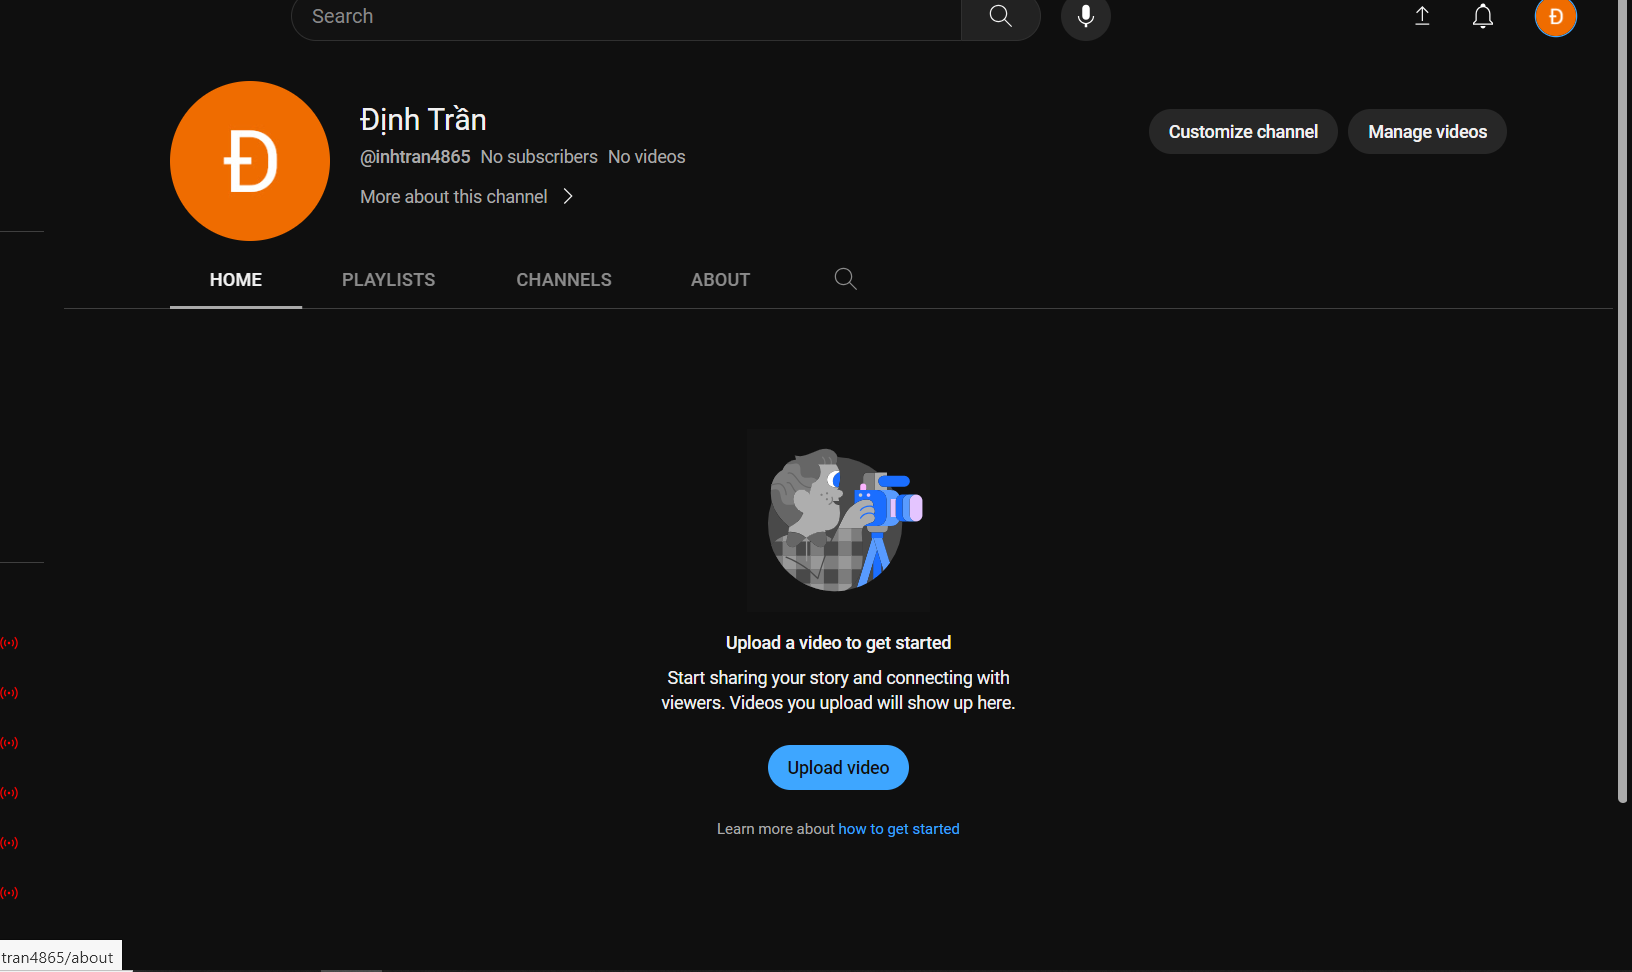 Search
Đ
Đ
Định Trần
@inhtran4865 No subscribers No videos
More about this channel
Customize channel
Manage videos
HOME PLAYLISTS CHANNELS ABOUT
Upload a video to get started
Start sharing your story and connecting with
viewers. Videos you upload will show up here.
Upload video
Learn more about how to get started
tran4865/about